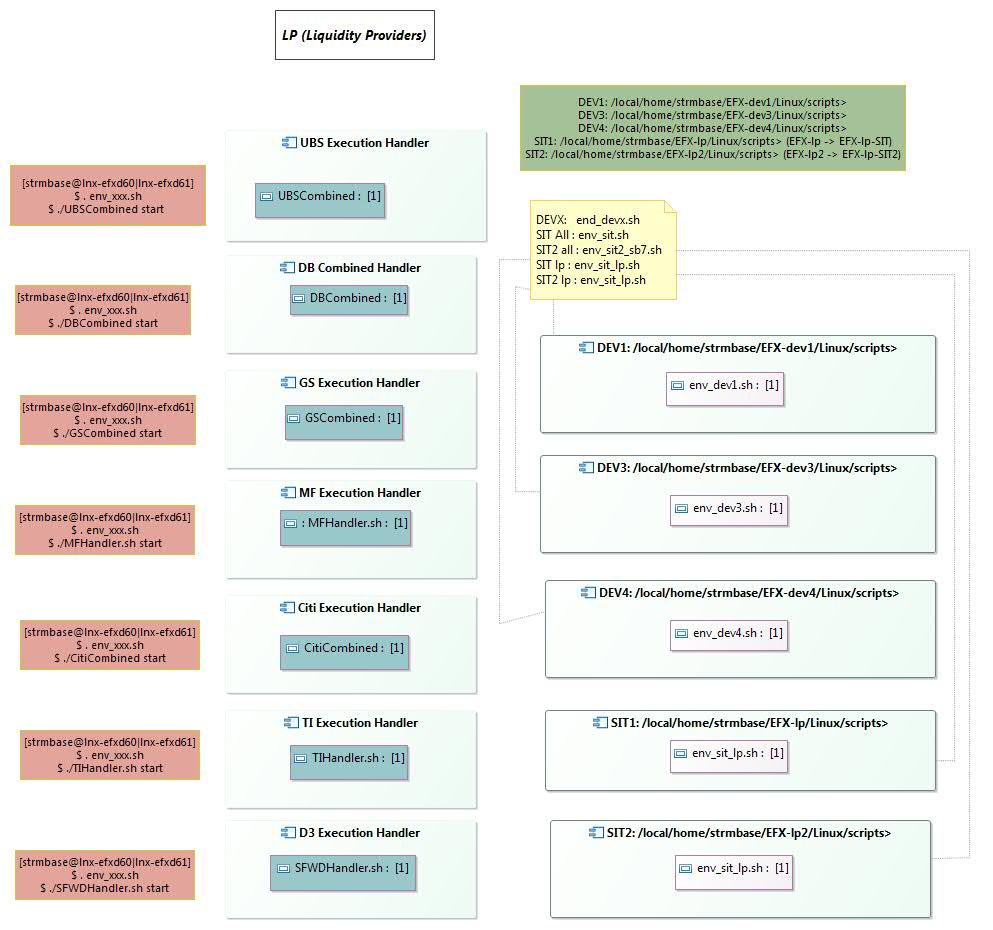 LP (Liquidity Providers)
DEV1: /local/home/strmbase/EFX-dev1/Linux/scripts>
DEV3: /local/home/strmbase/EFX-dev3/Linux/scripts>
DEV4: /local/home/strmbase/EFX-dev4/Linux/scripts>
SIT1: /local/home/strmbase/EFX-lp/Linux/scripts> (EFX-lp -> EFX-lp-SIT)
SIT2: /local/home/strmbase/EFX-lp2/Linux/scripts> (EFX-lp2 -> EFX-lp-SIT2)
[strmbase@lnx-efxd60|lnx-efxd61]
$ . env_xxx.sh
$ ./UBSCombined start
UBS Execution Handler
UBSCombined : [1]
DEVX: end_devx.sh
SIT All : env_sit.sh
SIT2 all : env_sit2_sb7.sh
SIT lp : env_sit_lp.sh
SIT2 lp : env_sit_lp.sh
[strmbase@lnx-efxd60|lnx-efxd61]
$ . env_xxx.sh
$ ./DBCombined start
DB Combined Handler
DBCombined : [1]
DEV1: /local/home/strmbase/EFX-dev1/Linux/scripts>
env_dev1.sh : [1]
[strmbase@lnx-efxd60|lnx-efxd61]
$ . env_xxx.sh
$ ./GSCombined start
GS Execution Handler
GSCombined : [1]
DEV3: /local/home/strmbase/EFX-dev3/Linux/scripts>
env_dev3.sh : [1]
[strmbase@lnx-efxd60|lnx-efxd61]
$ . env_xxx.sh
$ ./MFHandler.sh start
MF Execution Handler
: MFHandler.sh : [1]
DEV4: /local/home/strmbase/EFX-dev4/Linux/scripts>
env_dev4.sh : [1]
[strmbase@lnx-efxd60|lnx-efxd61]
$ . env_xxx.sh
$ ./CitiCombined start
Citi Execution Handler
CitiCombined : [1]
SIT1: /local/home/strmbase/EFX-lp/Linux/scripts>
env_sit_lp.sh : [1]
[strmbase@lnx-efxd60|lnx-efxd61]
$ . env_xxx.sh
$ ./TIHandler.sh start
TI Execution Handler
TIHandler.sh : [1]
SIT2: /local/home/strmbase/EFX-lp2/Linux/scripts>
env_sit_lp.sh : [1]
[strmbase@lnx-efxd60|lnx-efxd61]
$ . env_xxx.sh
$ ./SFWDHandler.sh start
D3 Execution Handler
SFWDHandler.sh : [1]